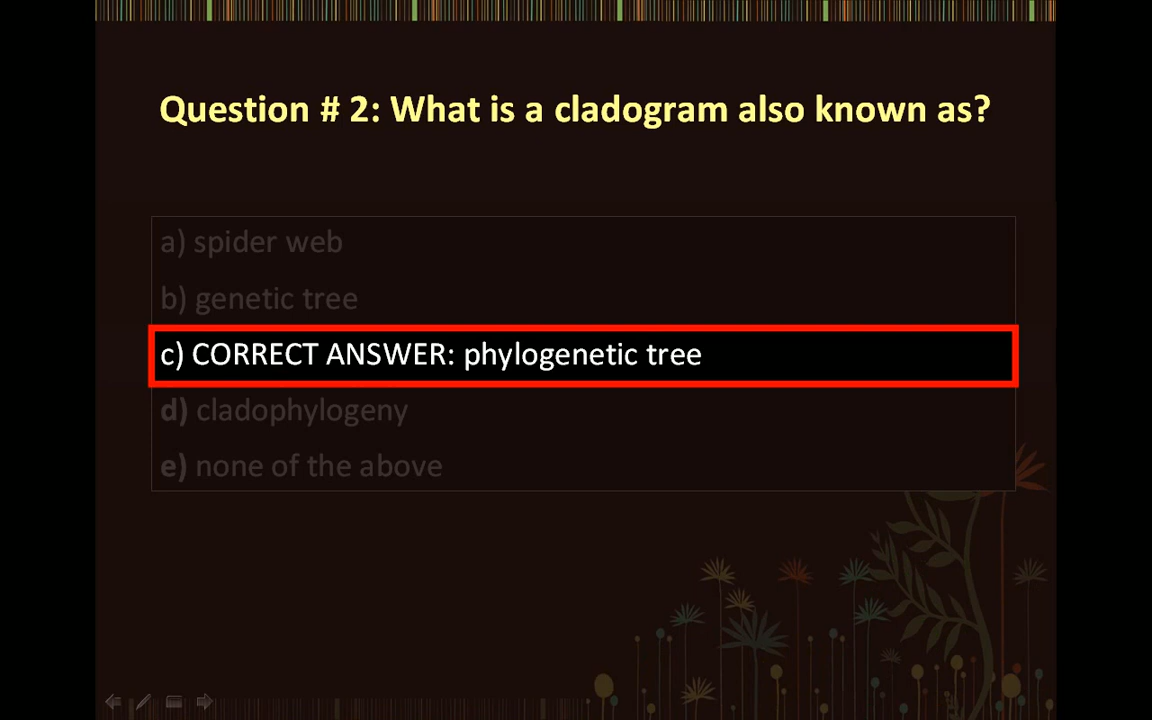 Question # 2: What is a cladogram also known as?
a) spider web
b) genetic tree
c) CORRECT ANSWER: phylogenetic tree
d) cladophylogeny
e) none of the above